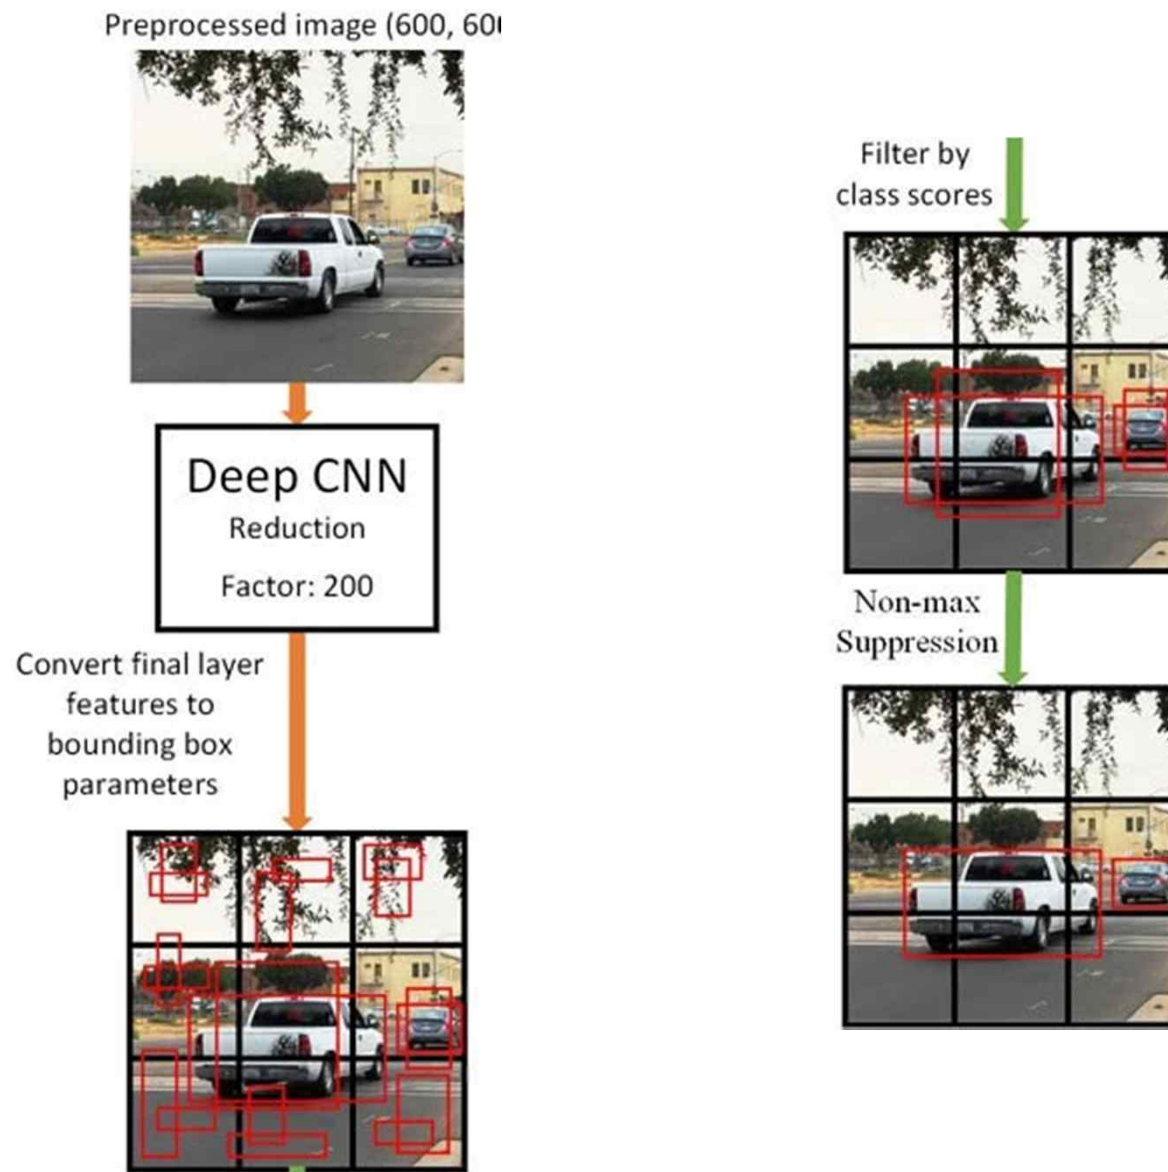 Preprocessed image (600,
Deep CNN
Reduction
Factor: 200
Convert final layer
features to
bounding box
parameters
Filter by
class scores
Non-max
Suppression